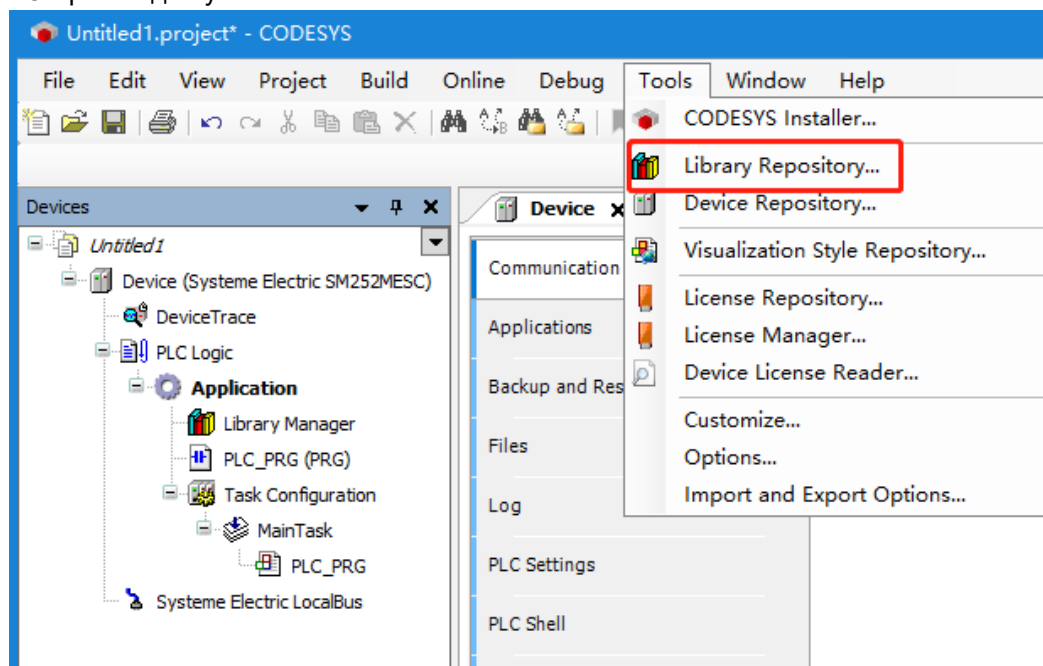 Untitled1.project* - CODESYS
File Edit View Project Build Online Debug Tools Window Help
CODESYS Installer...
Library Repository...
Device Repository...
Visualization Style Repository...
License Repository...
License Manager...
Device License Reader...
Customize...
Options...
Import and Export Options...
Devices
Untitled1
Device (Systeme Electric SM252MESC)
DeviceTrace
PLC Logic
Application
Library Manager
PLC_PRG (PRG)
Task Configuration
MainTask
PLC_PRG
Systeme Electric LocalBus
Device
Communication
Applications
Backup and Res
Files
Log
PLC Settings
PLC Shell